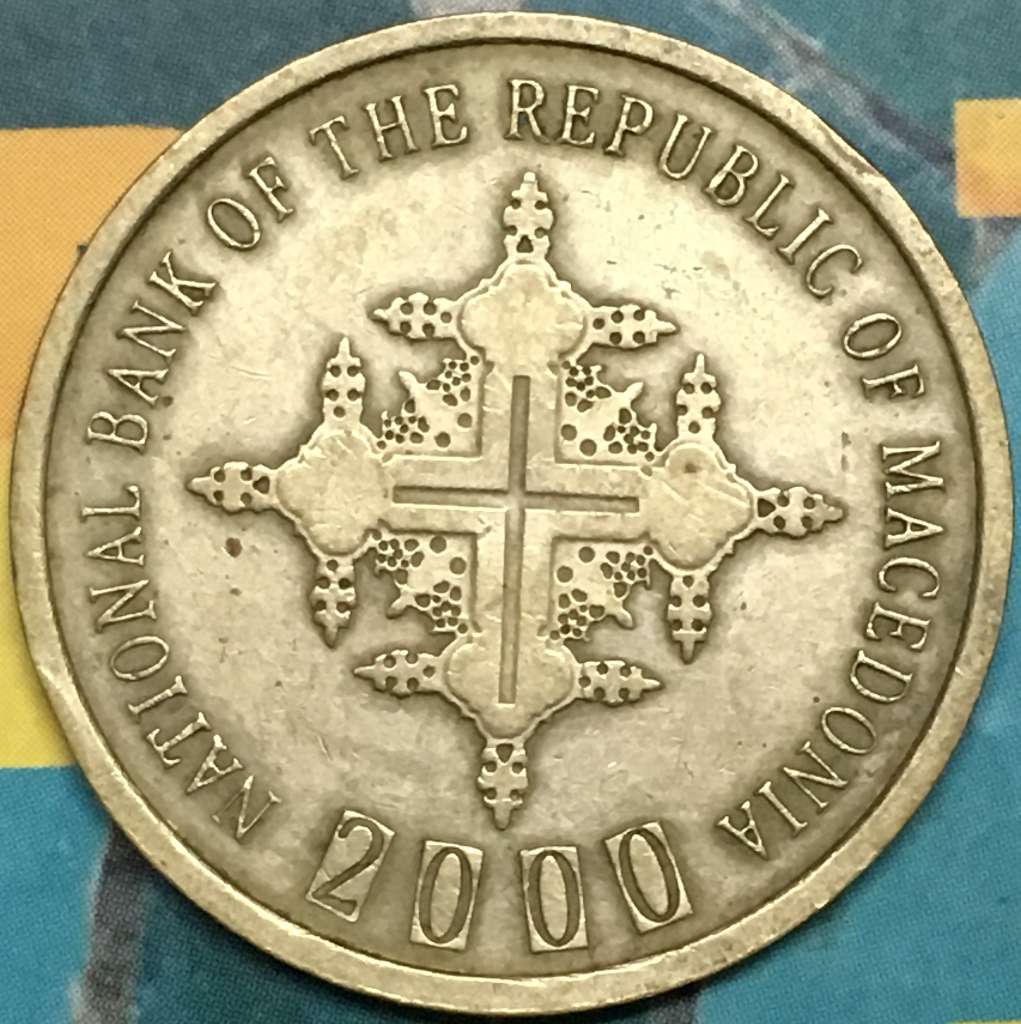 NATIONAL BANK OF THE REPUBLIC OF MACEDONIA
2000